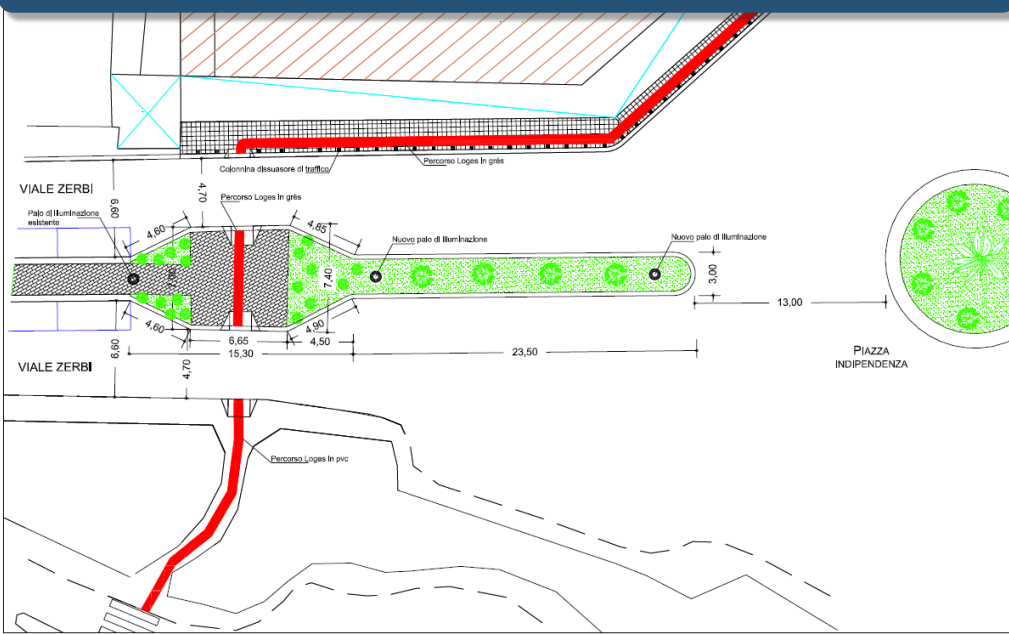 Colonnina dissuasore di traffico
Percorso Loges in grès
VIALE ZERBI
6,60
4,70
Percorso Loges in grès
Palo di illuminazione
esistente
4,60
4,85
Nuovo palo di illuminazione
Nuovo palo di illuminazione
7,00
7,40
3,00
13,00
4,60
4,90
6,65
4,50
15,30
23,50
VIALE ZERBI
6,60
4,70
PIAZZA
INDIPENDENZA
Percorso Loges in pvc